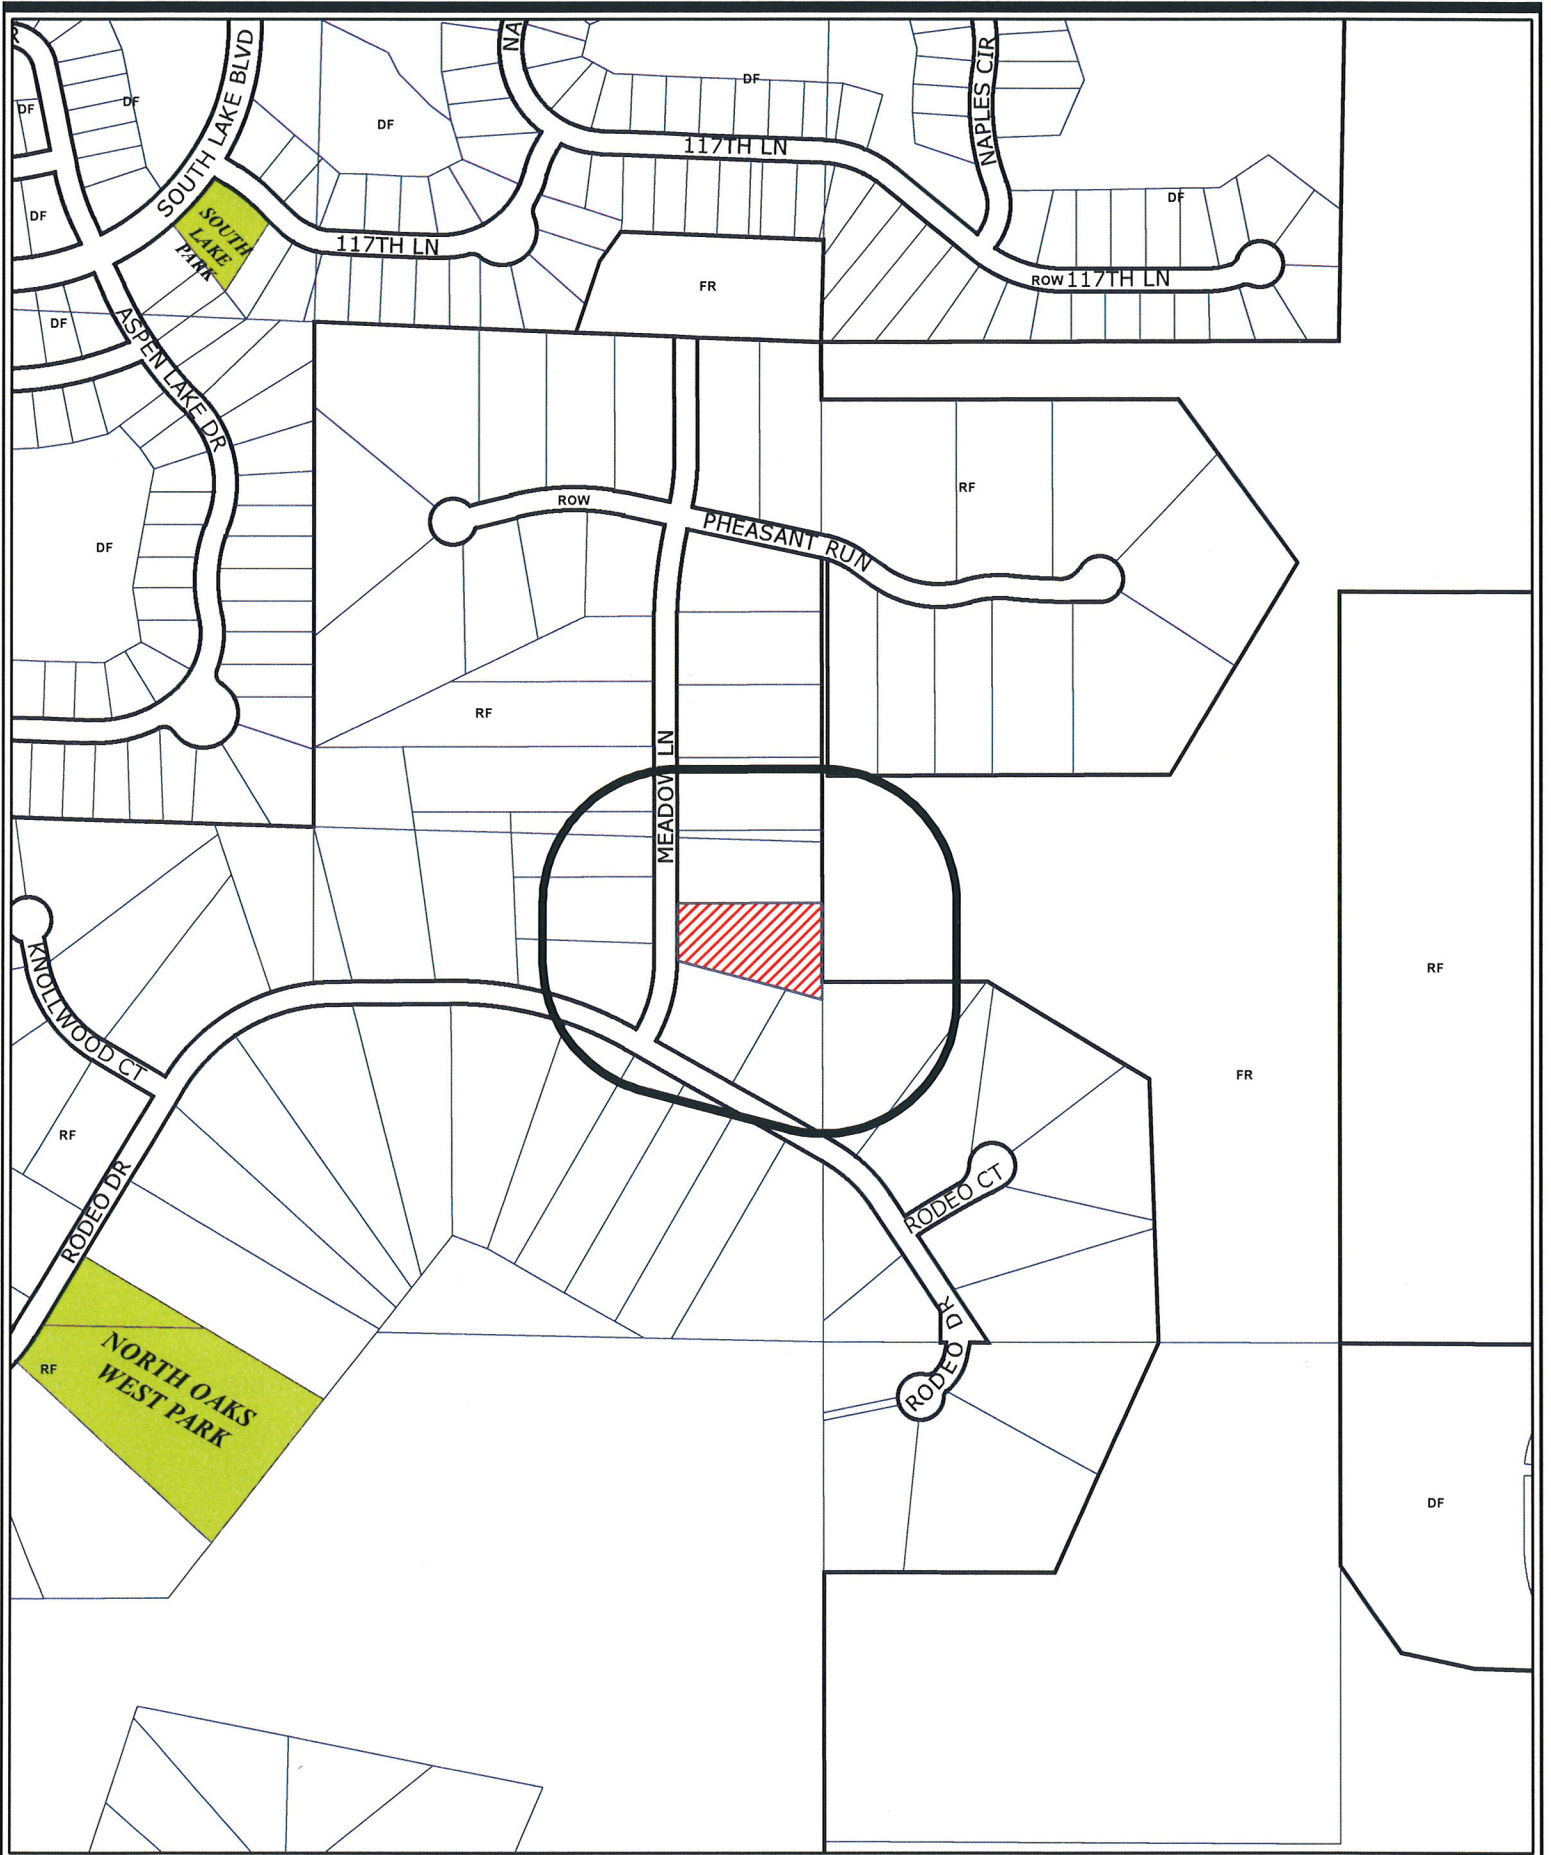 R
SOUTH LAKE BLVD
NA
NAPLES CIR
DF
DF
DF
DF
117TH LN
DF
DF
SOUTH
LAKE
PARK
117TH LN
FR
ROW
117TH LN
DF
ASPEN LAKE DR
RF
ROW
PHEASANT RUN
DF
RF
MEADOW LN
KNOLLWOOD CT
RF
FR
RF
RODEO DR
RODEO CT
RODEO DR
RF
NORTH OAKS
WEST PARK
DF